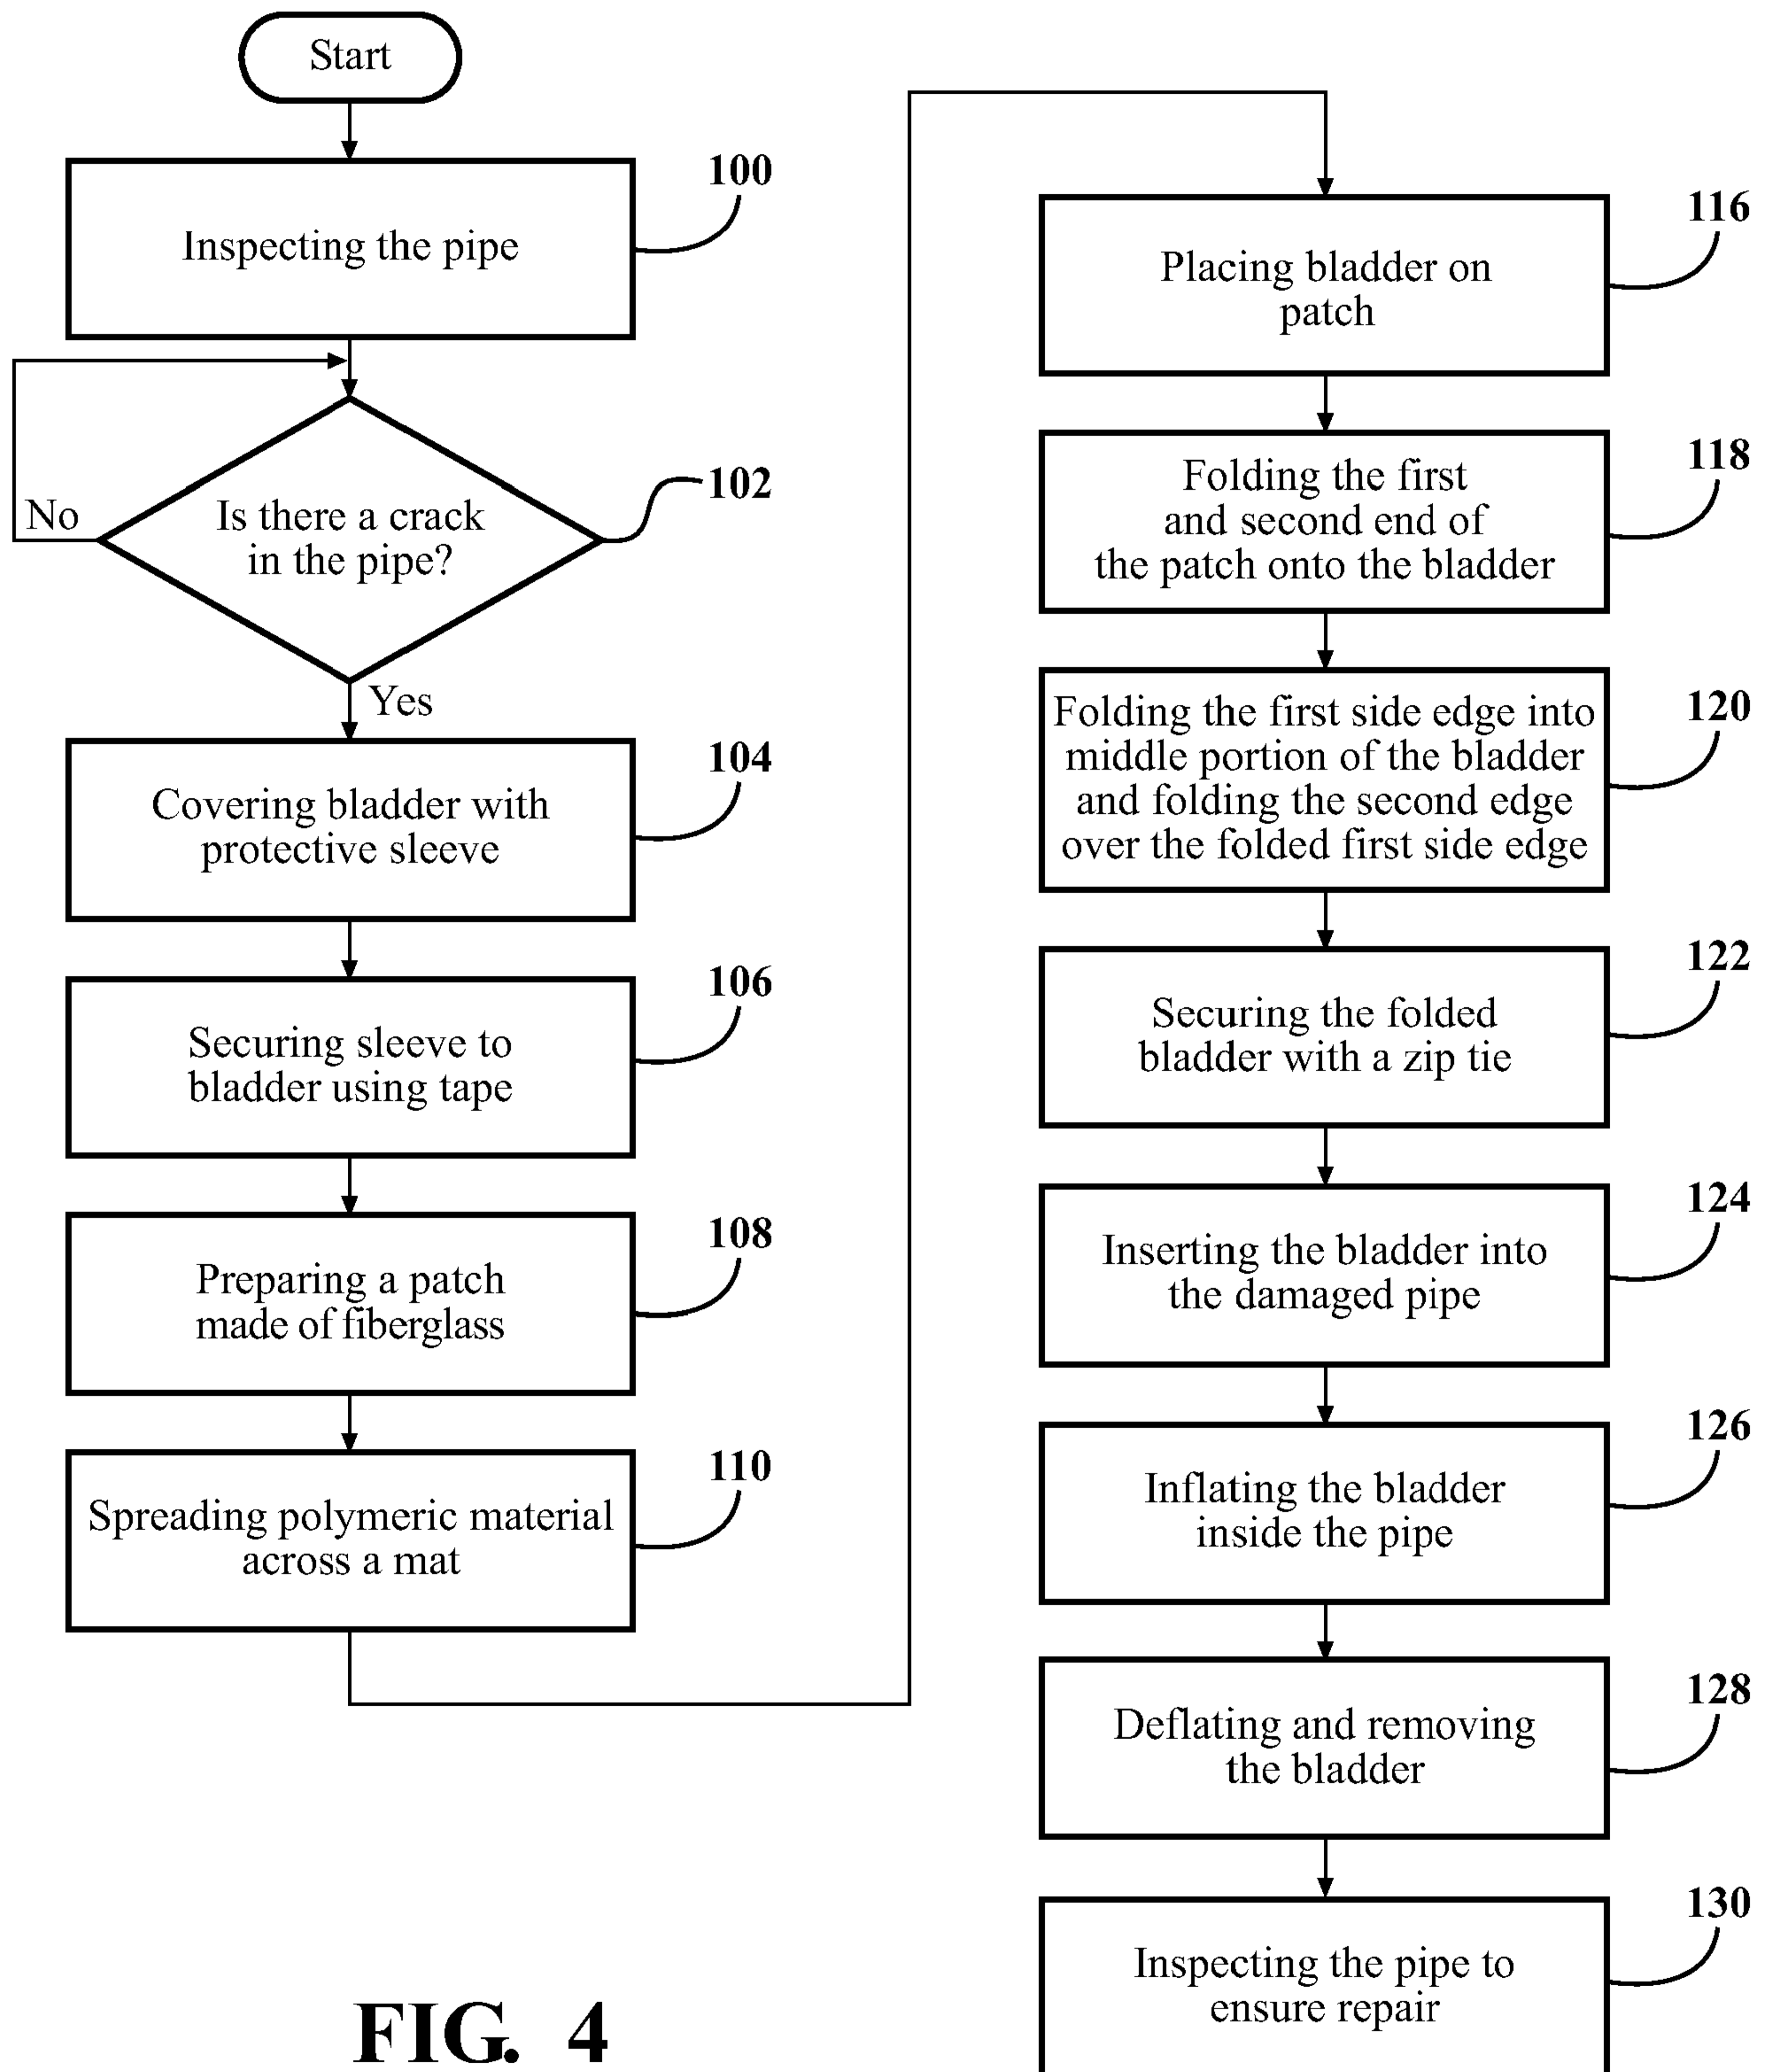 Start
100
Inspecting the pipe
102
Is there a crack
in the pipe?
No
Yes
104
Covering bladder with
protective sleeve
106
Securing sleeve to
bladder using tape
108
Preparing a patch
made of fiberglass
110
Spreading polymeric material
across a mat
116
Placing bladder on
patch
118
Folding the first
and second end of
the patch onto the bladder
120
Folding the first side edge into
middle portion of the bladder
and folding the second edge
over the folded first side edge
122
Securing the folded
bladder with a zip tie
124
Inserting the bladder into
the damaged pipe
126
Inflating the bladder
inside the pipe
128
Deflating and removing
the bladder
130
Inspecting the pipe to
ensure repair
FIG. 4